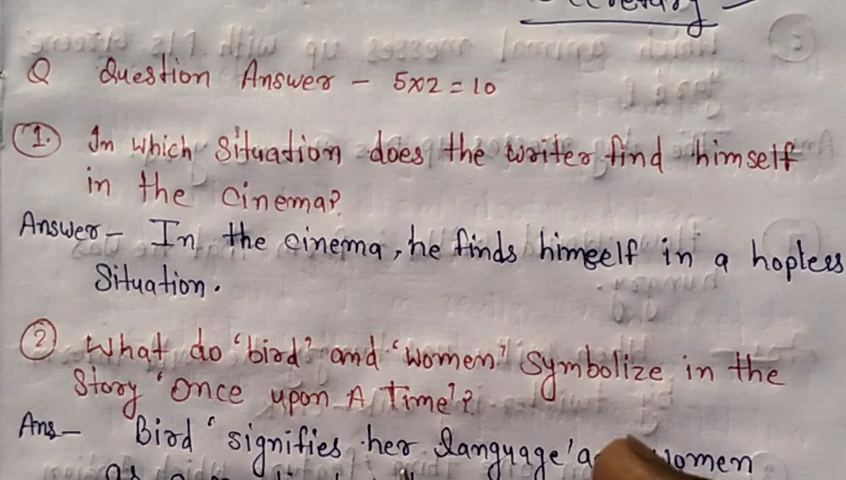 Q Question Answer - 5x2=10
1. In which situation does the writer find himself
in the cinema?
Answer - In the cinema, he finds himself in a hopless
Situation.
2 What do 'bird' and 'women' symbolize in the
Story 'Once upon A Time'?
Ans - Bird 'signifies her language'
women